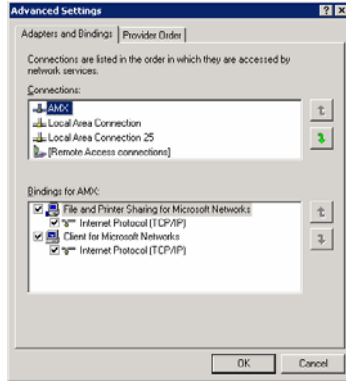 Advanced Settings
Adapters and Bindings
Provider Order
Connections are listed in the order in which they are accessed by
network services.
Connections:
AMX
Local Area Connection
Local Area Connection 25
[Remote Access connections]
Bindings for AMX:
File and Printer Sharing for Microsoft Networks
Internet Protocol (TCP/IP)
Client for Microsoft Networks
Internet Protocol (TCP/IP)
OK
Cancel